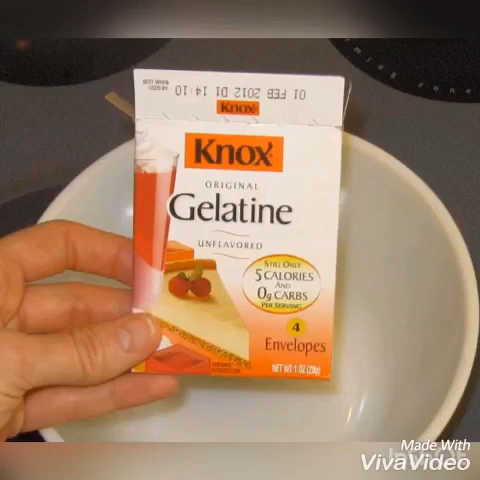 BEST WHEN
USED BY
01 FEB 2012 D1 14:10
Knox
Knox
ORIGINAL
Gelatine
UNFLAVORED
STILL ONLY
5 CALORIES
AND
0g CARBS
PER SERVING
4
Envelopes
NET WT 1 OZ (28g)
Made With
VivaVideo